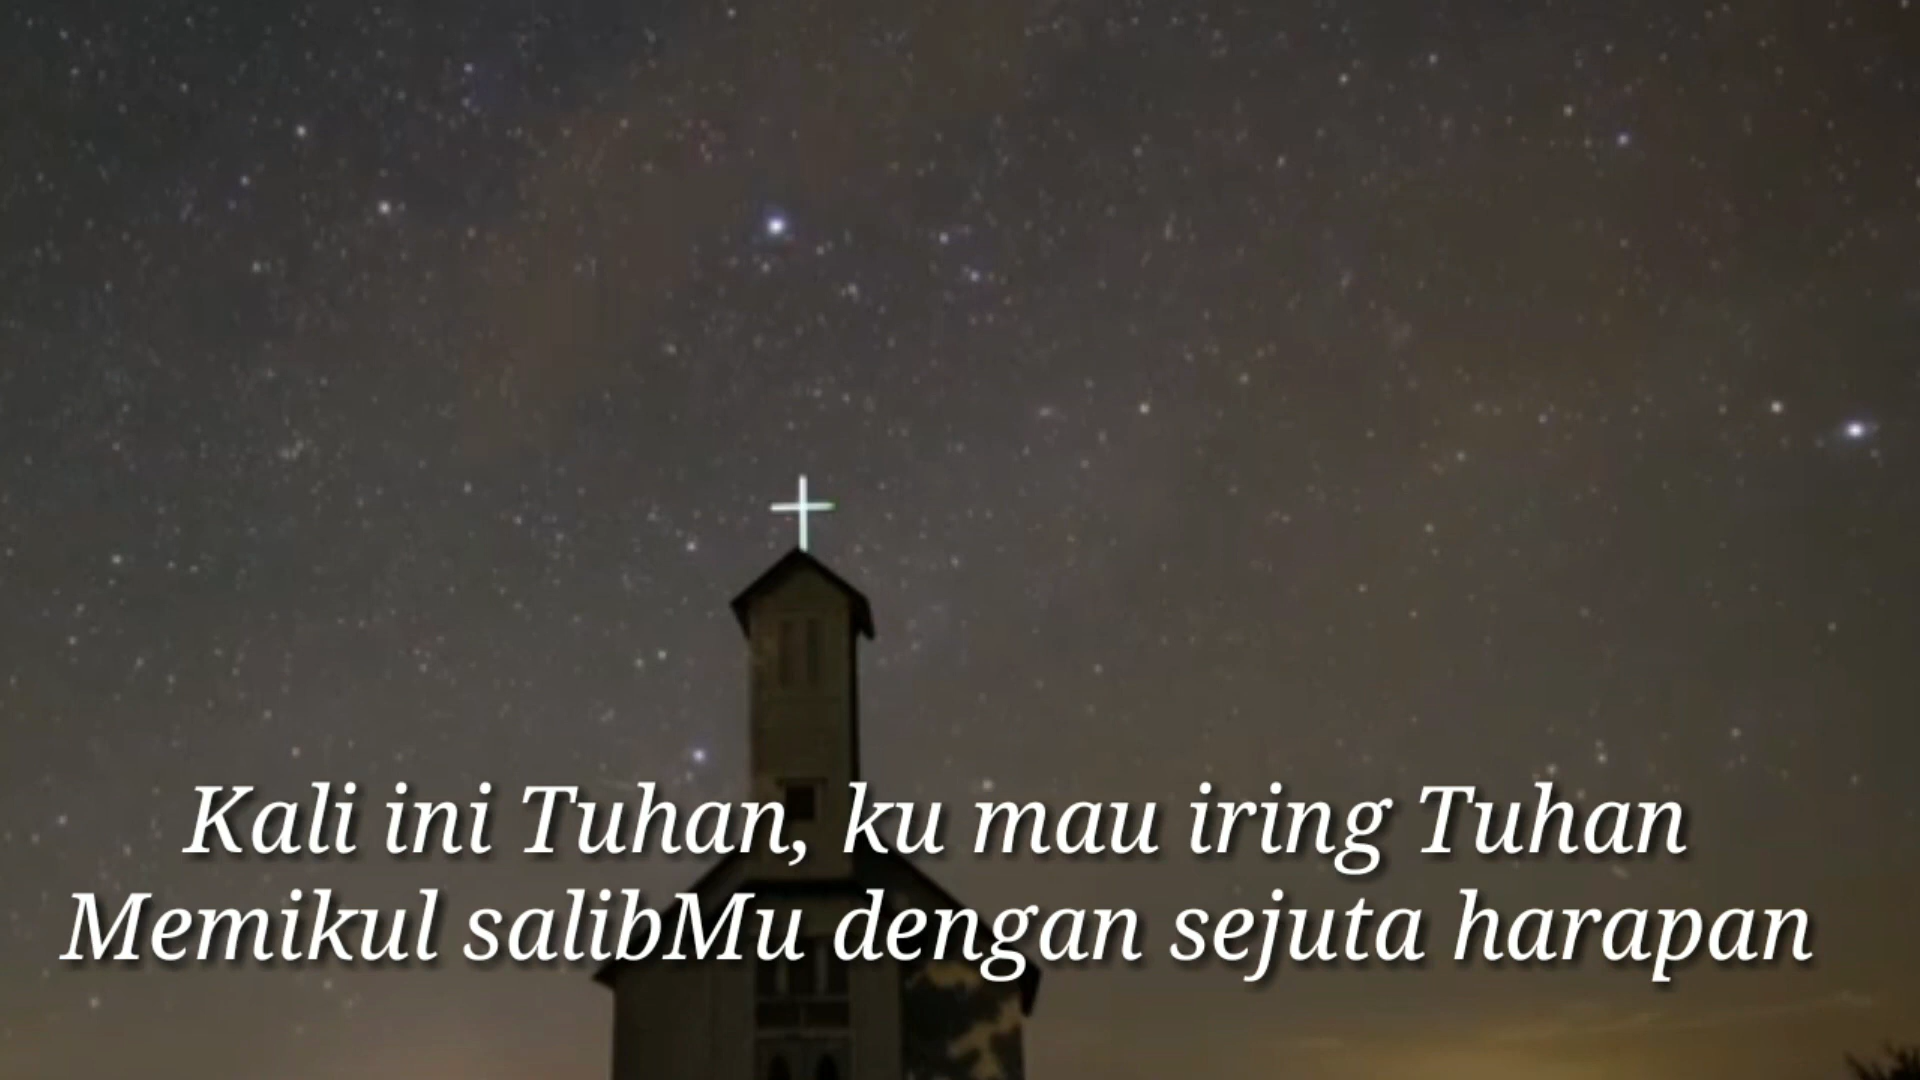 Kali ini Tuhan, ku mau iring Tuhan
Memikul salibMu dengan sejuta harapan